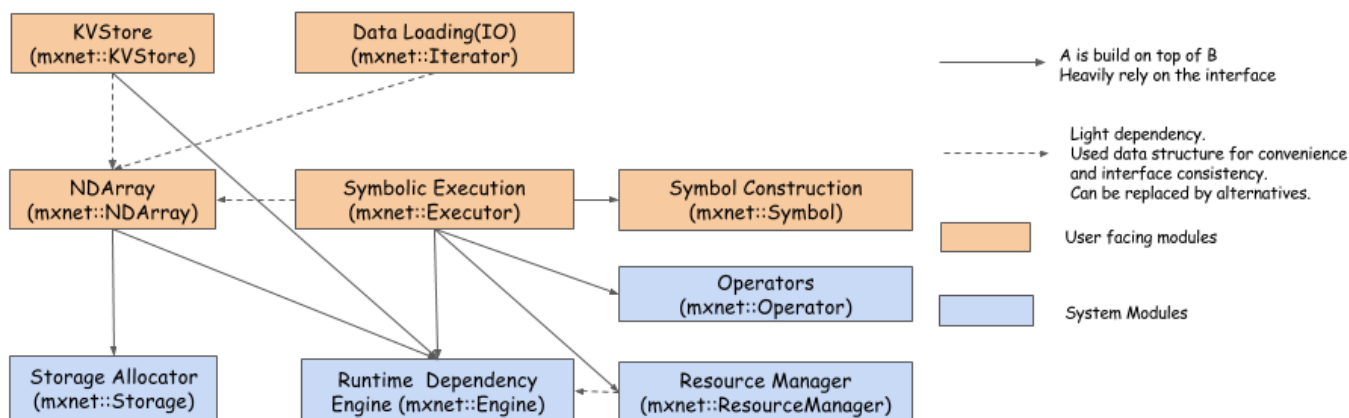 KVStore
(mxnet::KVStore)
Data Loading(IO)
(mxnet::Iterator)
A is build on top of B
Heavily rely on the interface
Light dependency.
Used data structure for convenience
and interface consistency.
Can be replaced by alternatives.
NDArray
(mxnet::NDArray)
Symbolic Execution
(mxnet::Executor)
Symbol Construction
(mxnet::Symbol)
User facing modules
Operators
(mxnet::Operator)
System Modules
Storage Allocator
(mxnet::Storage)
Runtime Dependency
Engine (mxnet::Engine)
Resource Manager
(mxnet::ResourceManager)